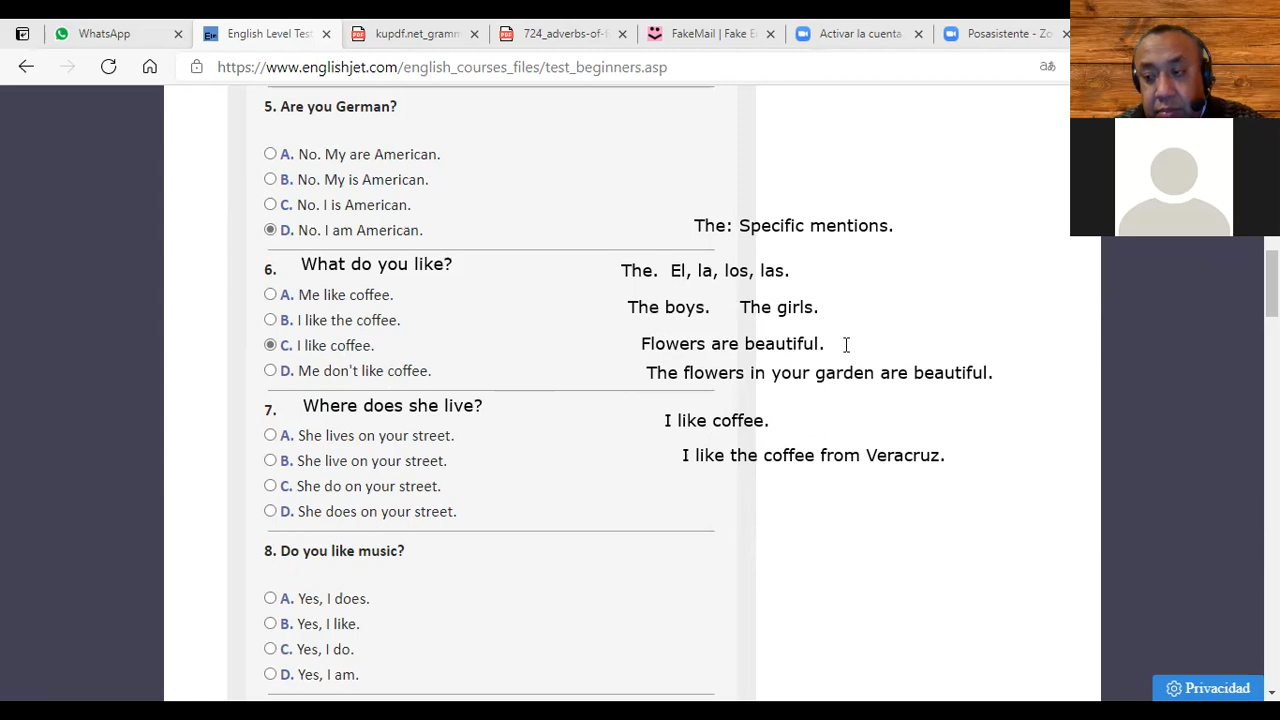 WhatsApp
English Level Test
kupdf.net_gramm
724_adverbs-of-f
FakeMail | Fake E
Activar la cuenta
Posasistente - Zo
https://www.englishjet.com/english_courses_files/test_beginners.asp
5. Are you German?
A. No. My are American.
B. No. My is American.
C. No. I is American.
D. No. I am American.
The: Specific mentions.
6. What do you like?
The. El, la, los, las.
A. Me like coffee.
The boys. The girls.
B. I like the coffee.
C. I like coffee.
Flowers are beautiful.
D. Me don't like coffee.
The flowers in your garden are beautiful.
7. Where does she live?
I like coffee.
A. She lives on your street.
I like the coffee from Veracruz.
B. She live on your street.
C. She do on your street.
D. She does on your street.
8. Do you like music?
A. Yes, I does.
B. Yes, I like.
C. Yes, I do.
D. Yes, I am.
Privacidad